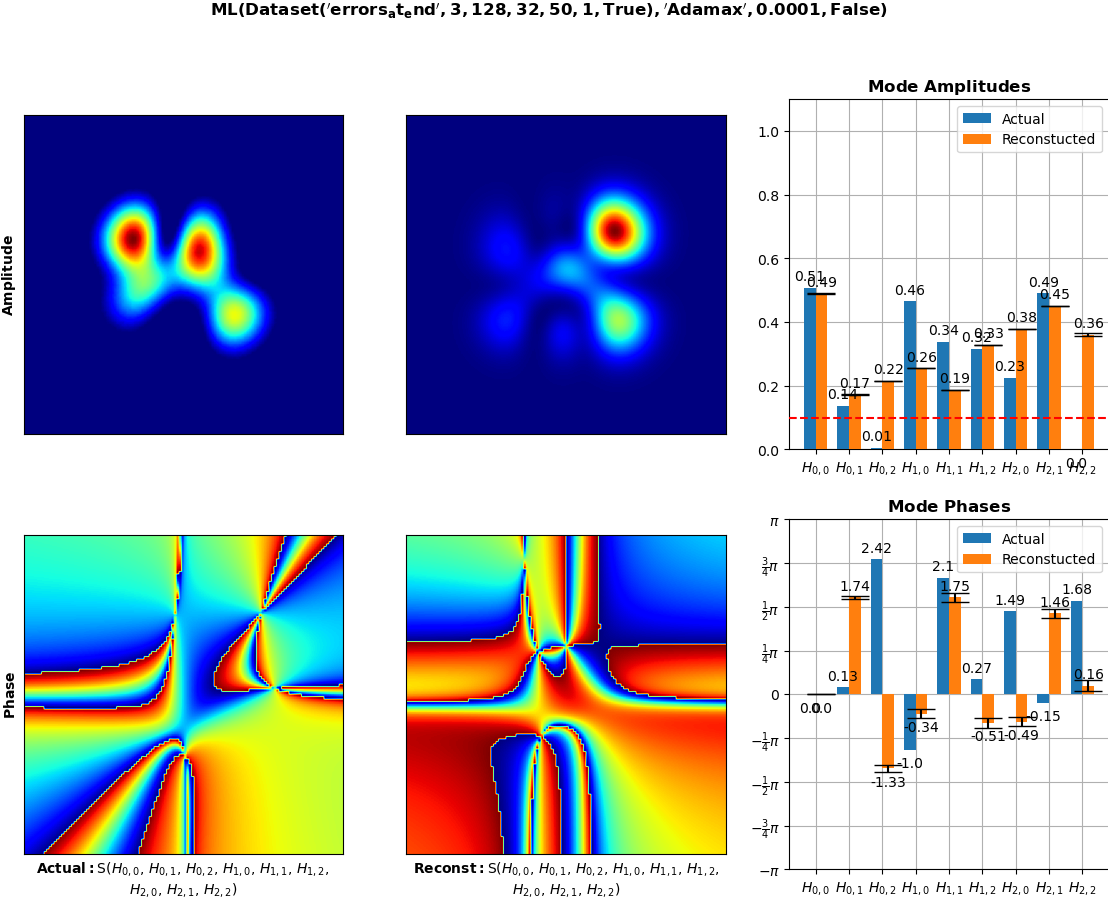 ML(Dataset('errors_at_end', 3, 128, 32, 50, 1, True), 'Adamax', 0.0001, False)
Amplitude
Mode Amplitudes
Actual
Reconstucted
1.0
0.8
0.6
0.4
0.2
0.0
0.51
0.49
0.14
0.17
0.01
0.22
0.46
0.26
0.34
0.19
0.32
0.33
0.23
0.38
0.49
0.45
0.0
0.36
H0,0 H0,1 H0,2 H1,0 H1,1 H1,2 H2,0 H2,1 H2,2
Phase
Mode Phases
Actual
Reconstucted
π
3/4π
1/2π
1/4π
0
−1/4π
−1/2π
−3/4π
−π
0.0
0.0
0.13
1.74
2.42
-1.33
-1.0
-0.34
2.1
1.75
0.27
-0.51
1.49
-0.49
-0.15
1.46
1.68
0.16
H0,0 H0,1 H0,2 H1,0 H1,1 H1,2 H2,0 H2,1 H2,2
Actual: S(H0,0, H0,1, H0,2, H1,0, H1,1, H1,2,
H2,0, H2,1, H2,2)
Reconst: S(H0,0, H0,1, H0,2, H1,0, H1,1, H1,2,
H2,0, H2,1, H2,2)